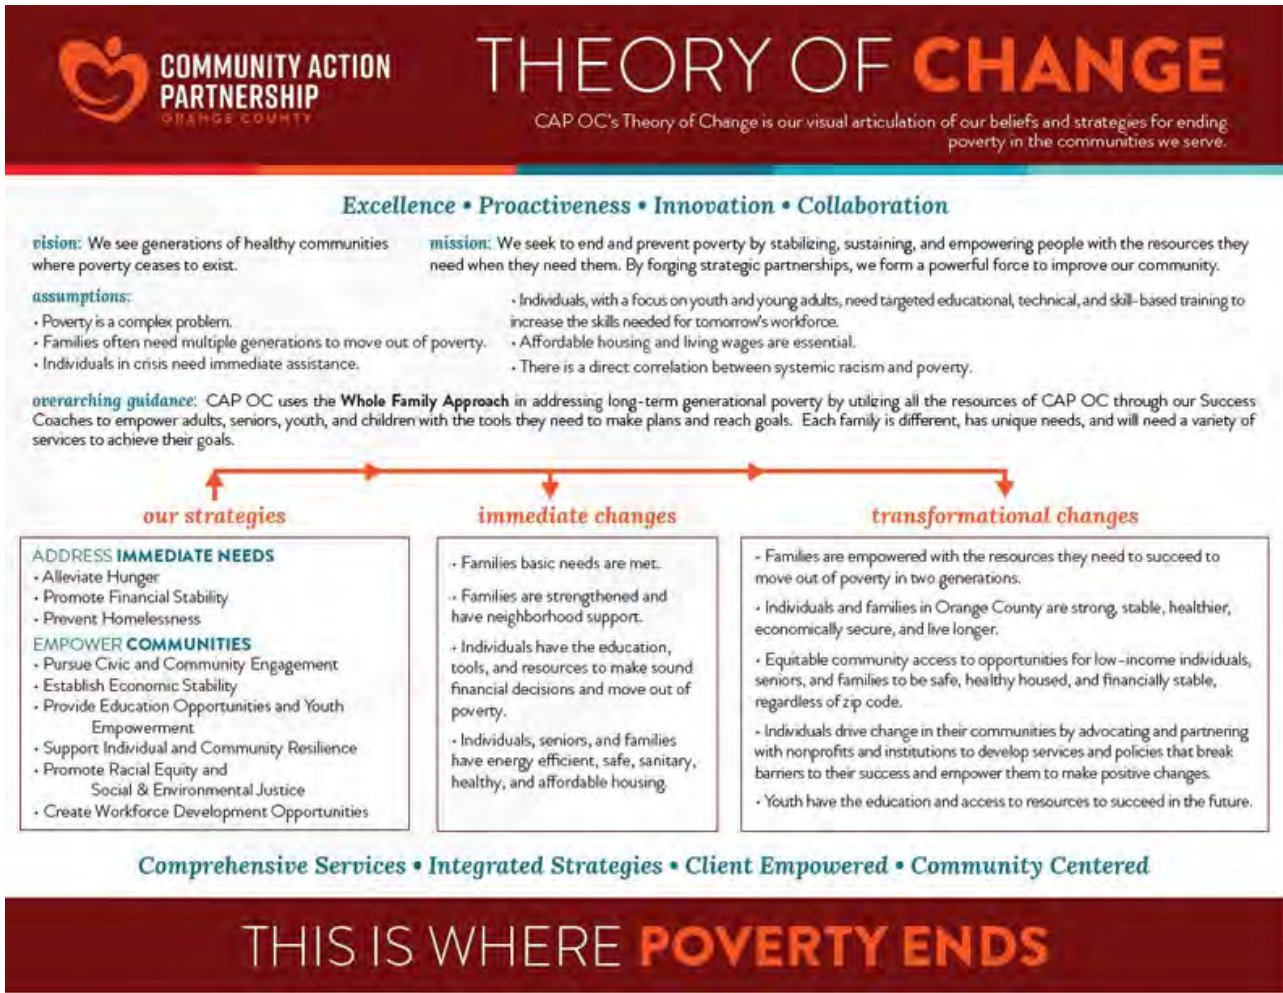 COMMUNITY ACTION
PARTNERSHIP
ORANGE COUNTY
THEORY OF CHANGE
CAP OC's Theory of Change is our visual articulation of our beliefs and strategies for ending
poverty in the communities we serve.
Excellence • Proactiveness • Innovation • Collaboration
vision: We see generations of healthy communities
where poverty ceases to exist.
mission: We seek to end and prevent poverty by stabilizing, sustaining, and empowering people with the resources they
need when they need them. By forging strategic partnerships, we form a powerful force to improve our community.
assumptions:
• Poverty is a complex problem.
• Families often need multiple generations to move out of poverty.
• Individuals in crisis need immediate assistance.
• Individuals, with a focus on youth and young adults, need targeted educational, technical, and skill-based training to
increase the skills needed for tomorrow's workforce.
• Affordable housing and living wages are essential.
• There is a direct correlation between systemic racism and poverty.
overarching guidance: CAP OC uses the Whole Family Approach in addressing long-term generational poverty by utilizing all the resources of CAP OC through our Success
Coaches to empower adults, seniors, youth, and children with the tools they need to make plans and reach goals. Each family is different, has unique needs, and will need a variety of
services to achieve their goals.
our strategies
ADDRESS IMMEDIATE NEEDS
• Alleviate Hunger
• Promote Financial Stability
• Prevent Homelessness
EMPOWER COMMUNITIES
• Pursue Civic and Community Engagement
• Establish Economic Stability
• Provide Education Opportunities and Youth
Empowerment
• Support Individual and Community Resilience
• Promote Racial Equity and
Social & Environmental Justice
• Create Workforce Development Opportunities
immediate changes
• Families basic needs are met.
• Families are strengthened and
have neighborhood support.
• Individuals have the education,
tools, and resources to make sound
financial decisions and move out of
poverty.
• Individuals, seniors, and families
have energy efficient, safe, sanitary,
healthy, and affordable housing.
transformational changes
• Families are empowered with the resources they need to succeed to
move out of poverty in two generations.
• Individuals and families in Orange County are strong, stable, healthier,
economically secure, and live longer.
• Equitable community access to opportunities for low-income individuals,
seniors, and families to be safe, healthy housed, and financially stable,
regardless of zip code.
• Individuals drive change in their communities by advocating and partnering
with nonprofits and institutions to develop services and policies that break
barriers to their success and empower them to make positive changes.
• Youth have the education and access to resources to succeed in the future.
Comprehensive Services • Integrated Strategies • Client Empowered • Community Centered
THIS IS WHERE POVERTY ENDS